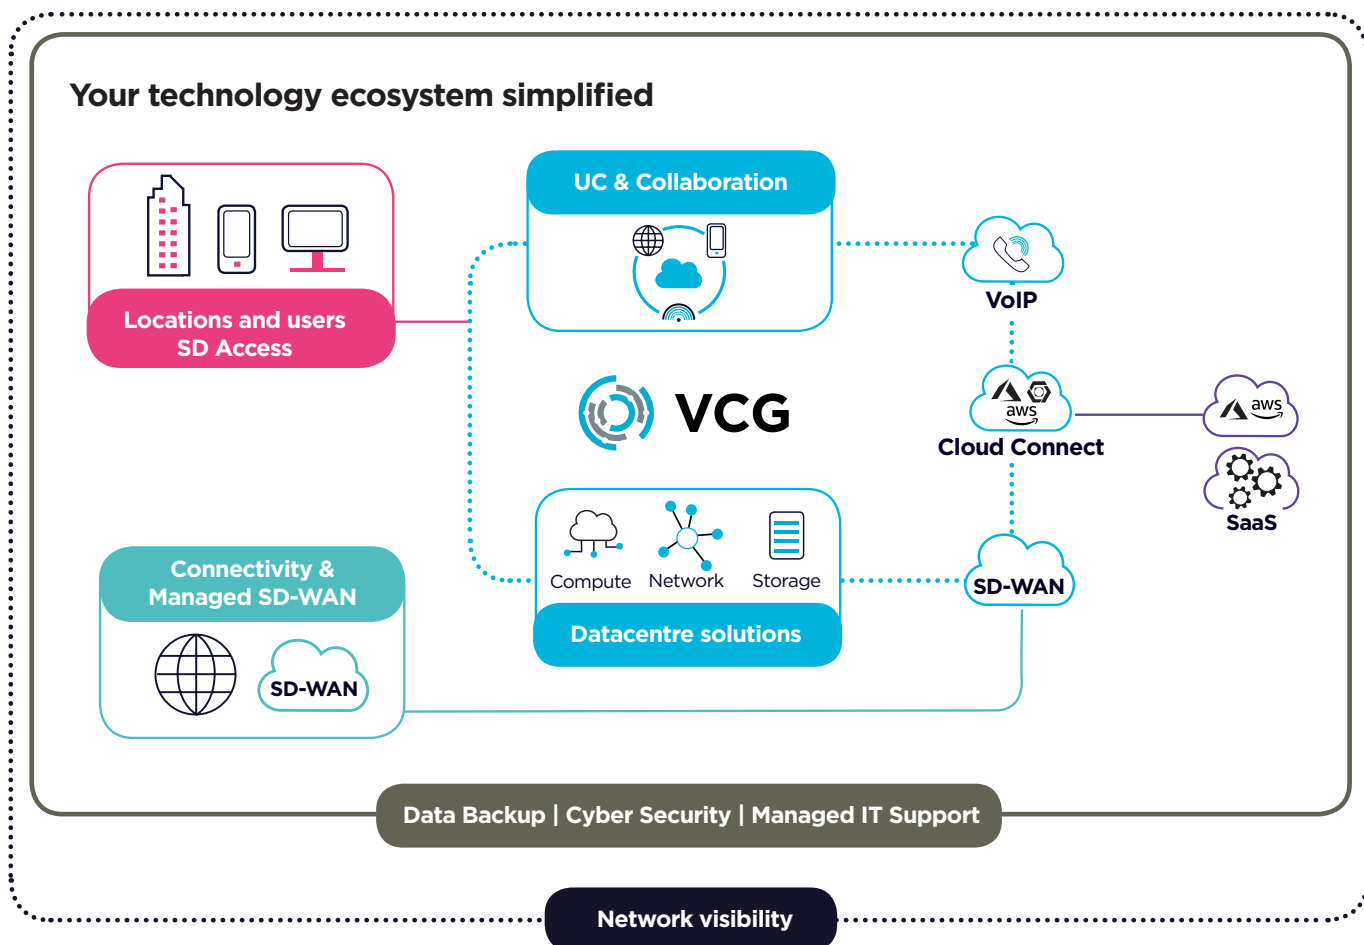 Your technology ecosystem simplified
Locations and users
SD Access
UC & Collaboration
VoIP
VCG
aws
Cloud Connect
aws
SaaS
Compute
Network
Storage
Datacentre solutions
SD-WAN
Connectivity &
Managed SD-WAN
SD-WAN
Data Backup | Cyber Security | Managed IT Support
Network visibility